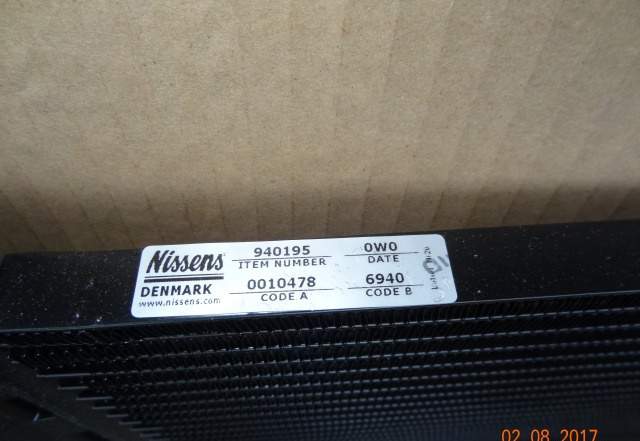 Nissens 940195 0W0
ITEM NUMBER DATE
DENMARK 0010478 6940
www.nissens.com CODE A CODE B
02 08 2017